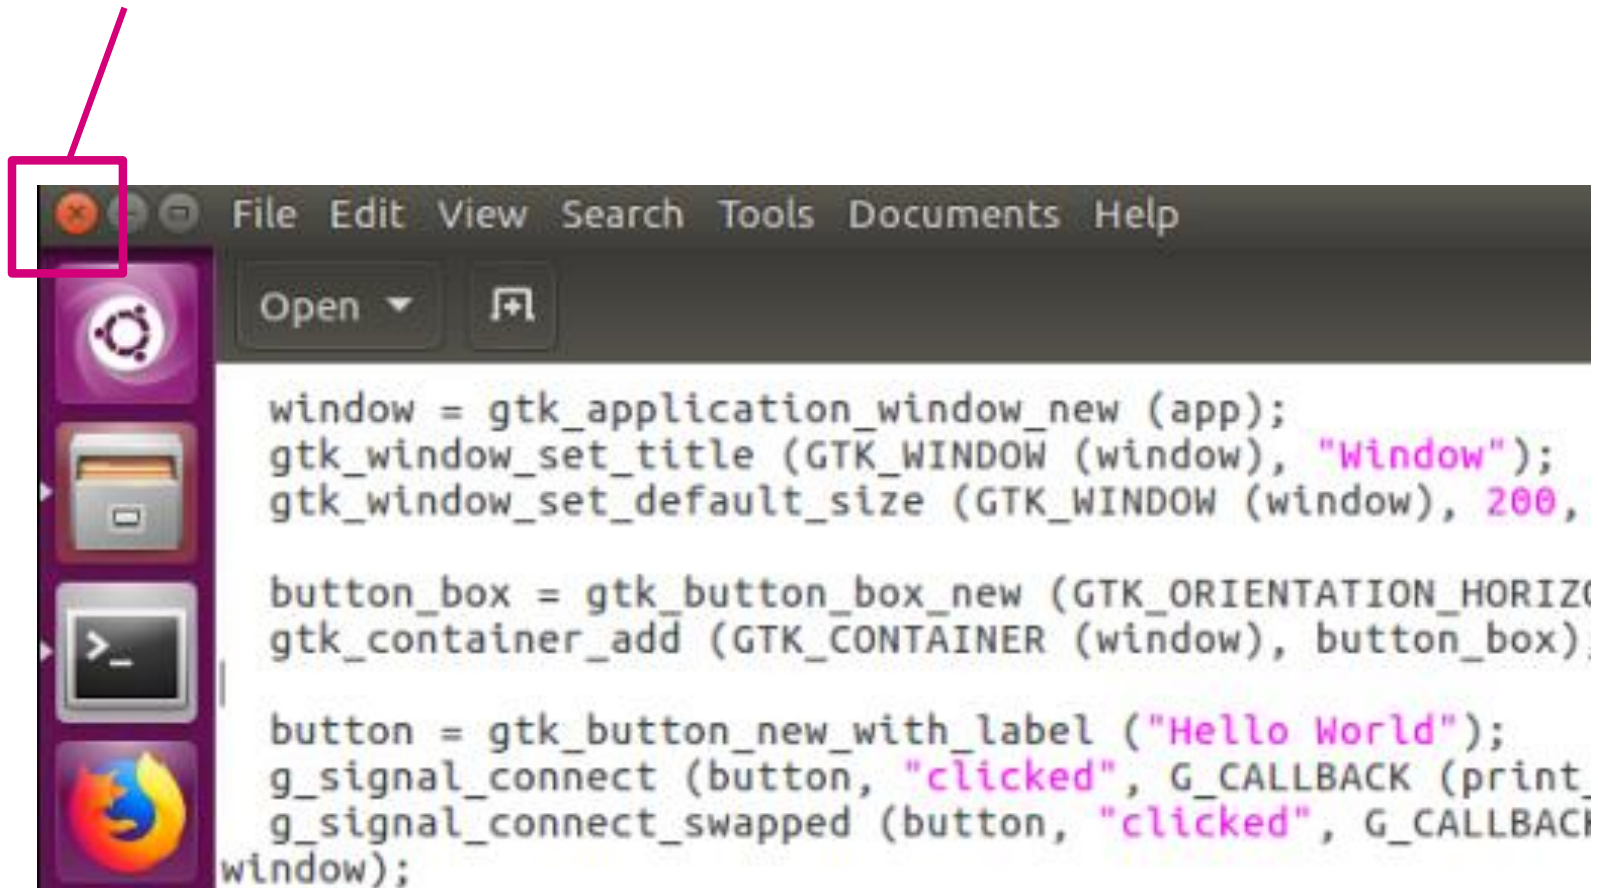 File Edit View Search Tools Documents Help
Open
window = gtk_application_window_new (app);
gtk_window_set_title (GTK_WINDOW (window), "Window");
gtk_window_set_default_size (GTK_WINDOW (window), 200,
button_box = gtk_button_box_new (GTK_ORIENTATION_HORIZO
gtk_container_add (GTK_CONTAINER (window), button_box);
>_
button = gtk_button_new_with_label ("Hello World");
g_signal_connect (button, "clicked", G_CALLBACK (print_
g_signal_connect_swapped (button, "clicked", G_CALLBACK
window);